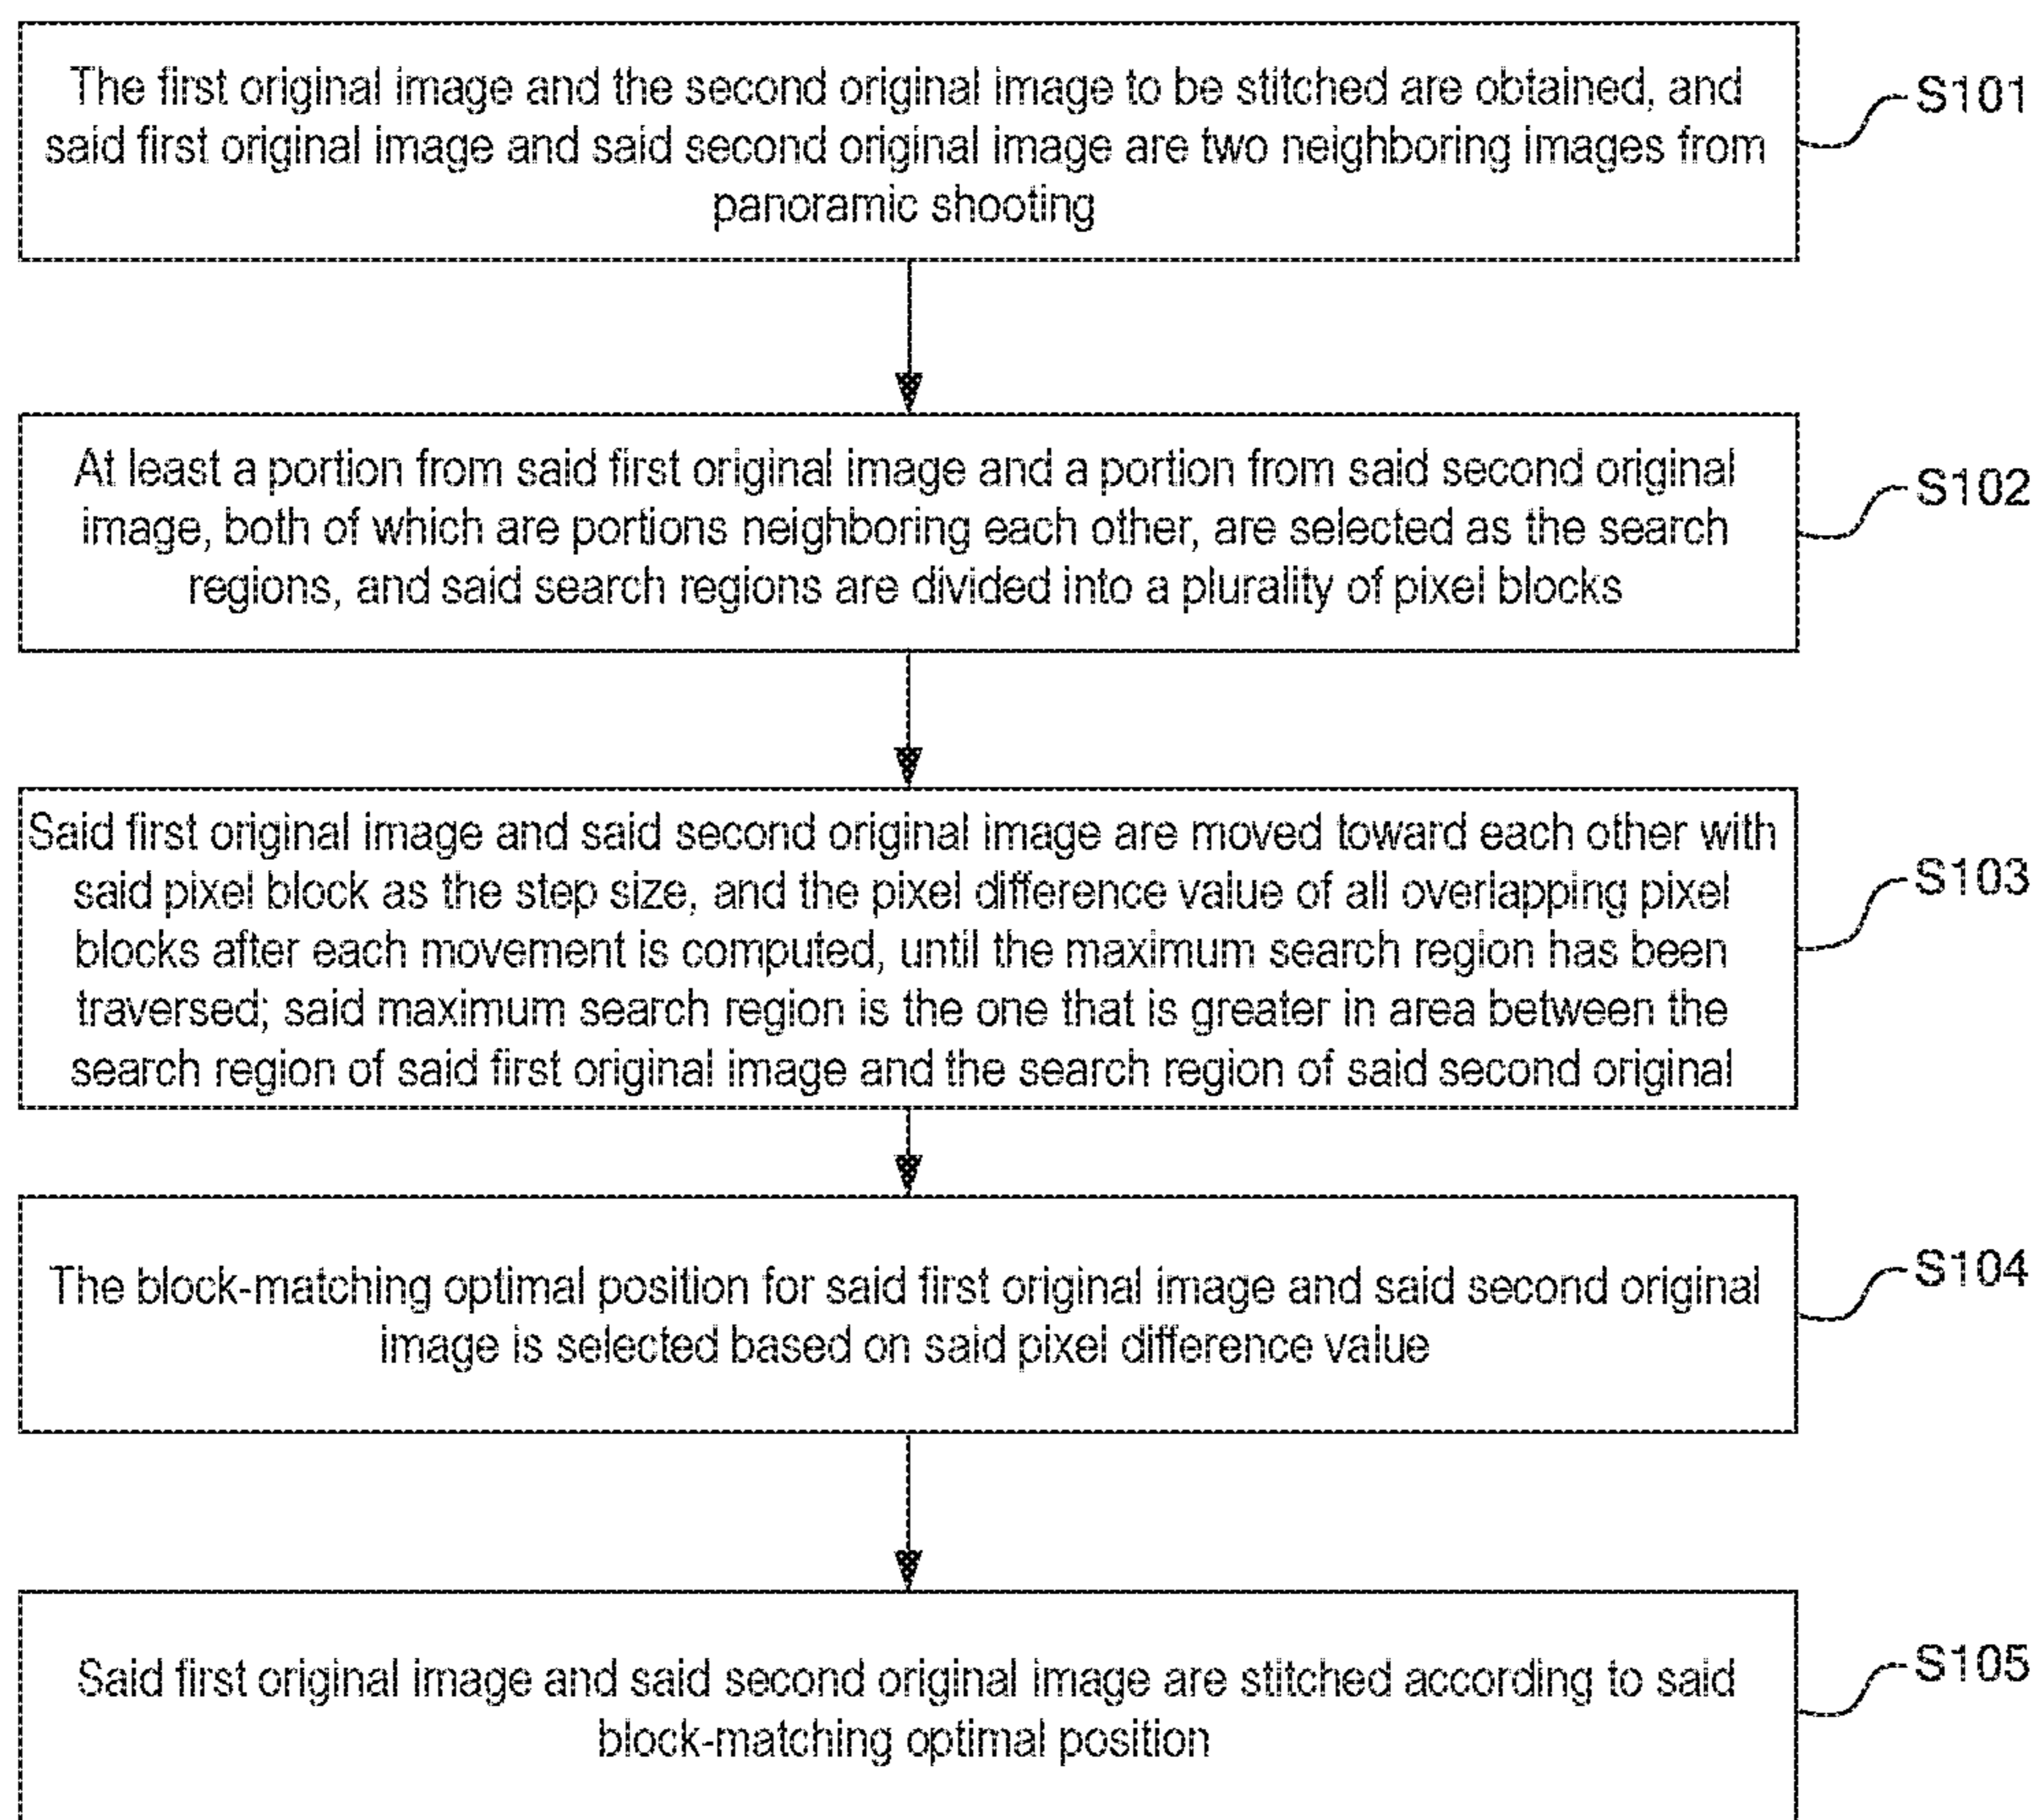 The first original image and the second original image to be stitched are obtained, and
said first original image and said second original image are two neighboring images from
panoramic shooting
S101
At least a portion from said first original image and a portion from said second original
image, both of which are portions neighboring each other, are selected as the search
regions, and said search regions are divided into a plurality of pixel blocks
S102
Said first original image and said second original image are moved toward each other with
said pixel block as the step size, and the pixel difference value of all overlapping pixel
blocks after each movement is computed, until the maximum search region has been
traversed; said maximum search region is the one that is greater in area between the
search region of said first original image and the search region of said second original
S103
The block-matching optimal position for said first original image and said second original
image is selected based on said pixel difference value
S104
Said first original image and said second original image are stitched according to said
block-matching optimal position
S105